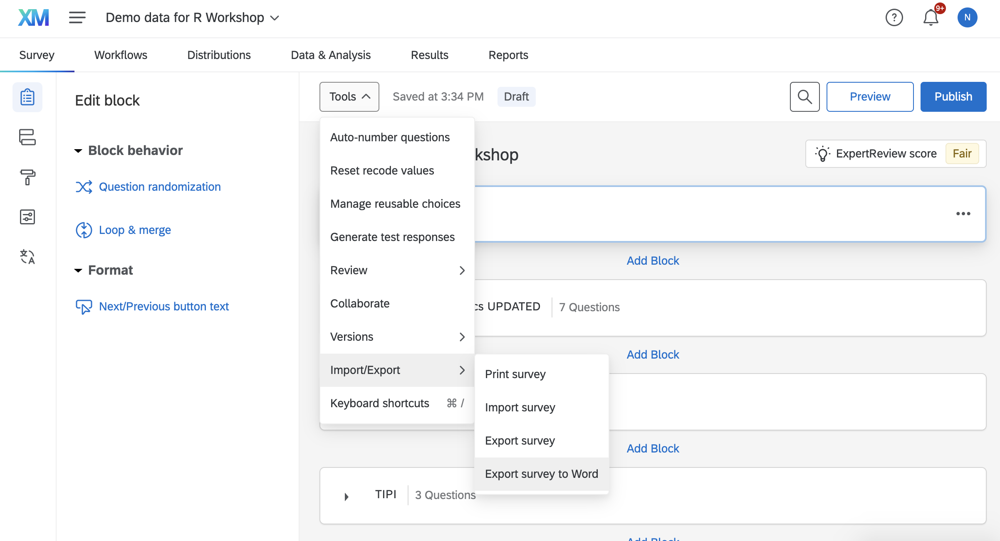 XM
Demo data for R Workshop
?
9+
N
Survey
Workflows
Distributions
Data & Analysis
Results
Reports
Edit block
Block behavior
Question randomization
Loop & merge
Format
Next/Previous button text
Tools
Saved at 3:34 PM
Draft
Preview
Publish
Auto-number questions
Reset recode values
Manage reusable choices
Generate test responses
Review
Collaborate
Versions
Import/Export
Keyboard shortcuts ⌘ /
Print survey
Import survey
Export survey
Export survey to Word
kshop
ExpertReview score Fair
Add Block
cs UPDATED 7 Questions
Add Block
Add Block
TIPI 3 Questions
Add Block